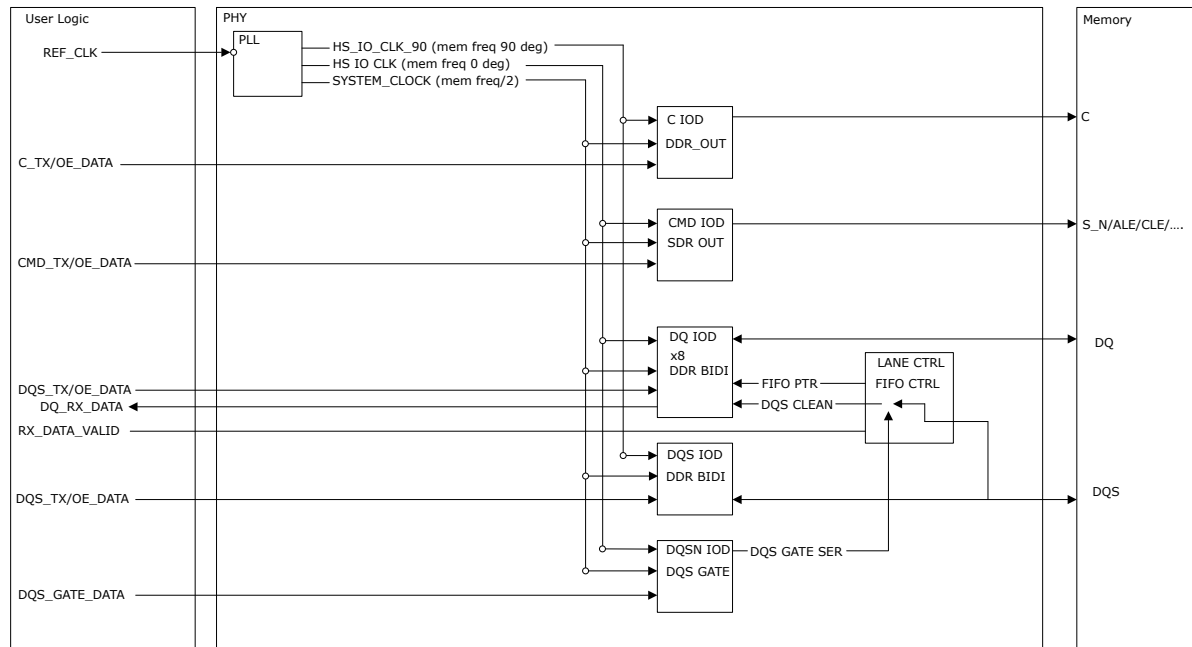 User Logic
PHY
Memory
PLL
REF_CLK
HS_IO_CLK_90 (mem freq 90 deg)
HS IO CLK (mem freq 0 deg)
SYSTEM_CLOCK (mem freq/2)
C IOD
DDR_OUT
C
C_TX/OE_DATA
CMD IOD
SDR OUT
S_N/ALE/CLE/....
CMD_TX/OE_DATA
DQ IOD
x8
DDR BIDI
DQ
LANE CTRL
FIFO CTRL
FIFO PTR
DQS CLEAN
DQS_TX/OE_DATA
DQ_RX_DATA
RX_DATA_VALID
DQS IOD
DDR BIDI
DQS_TX/OE_DATA
DQS
DQSN IOD
DQS GATE
DQS GATE SER
DQS_GATE_DATA